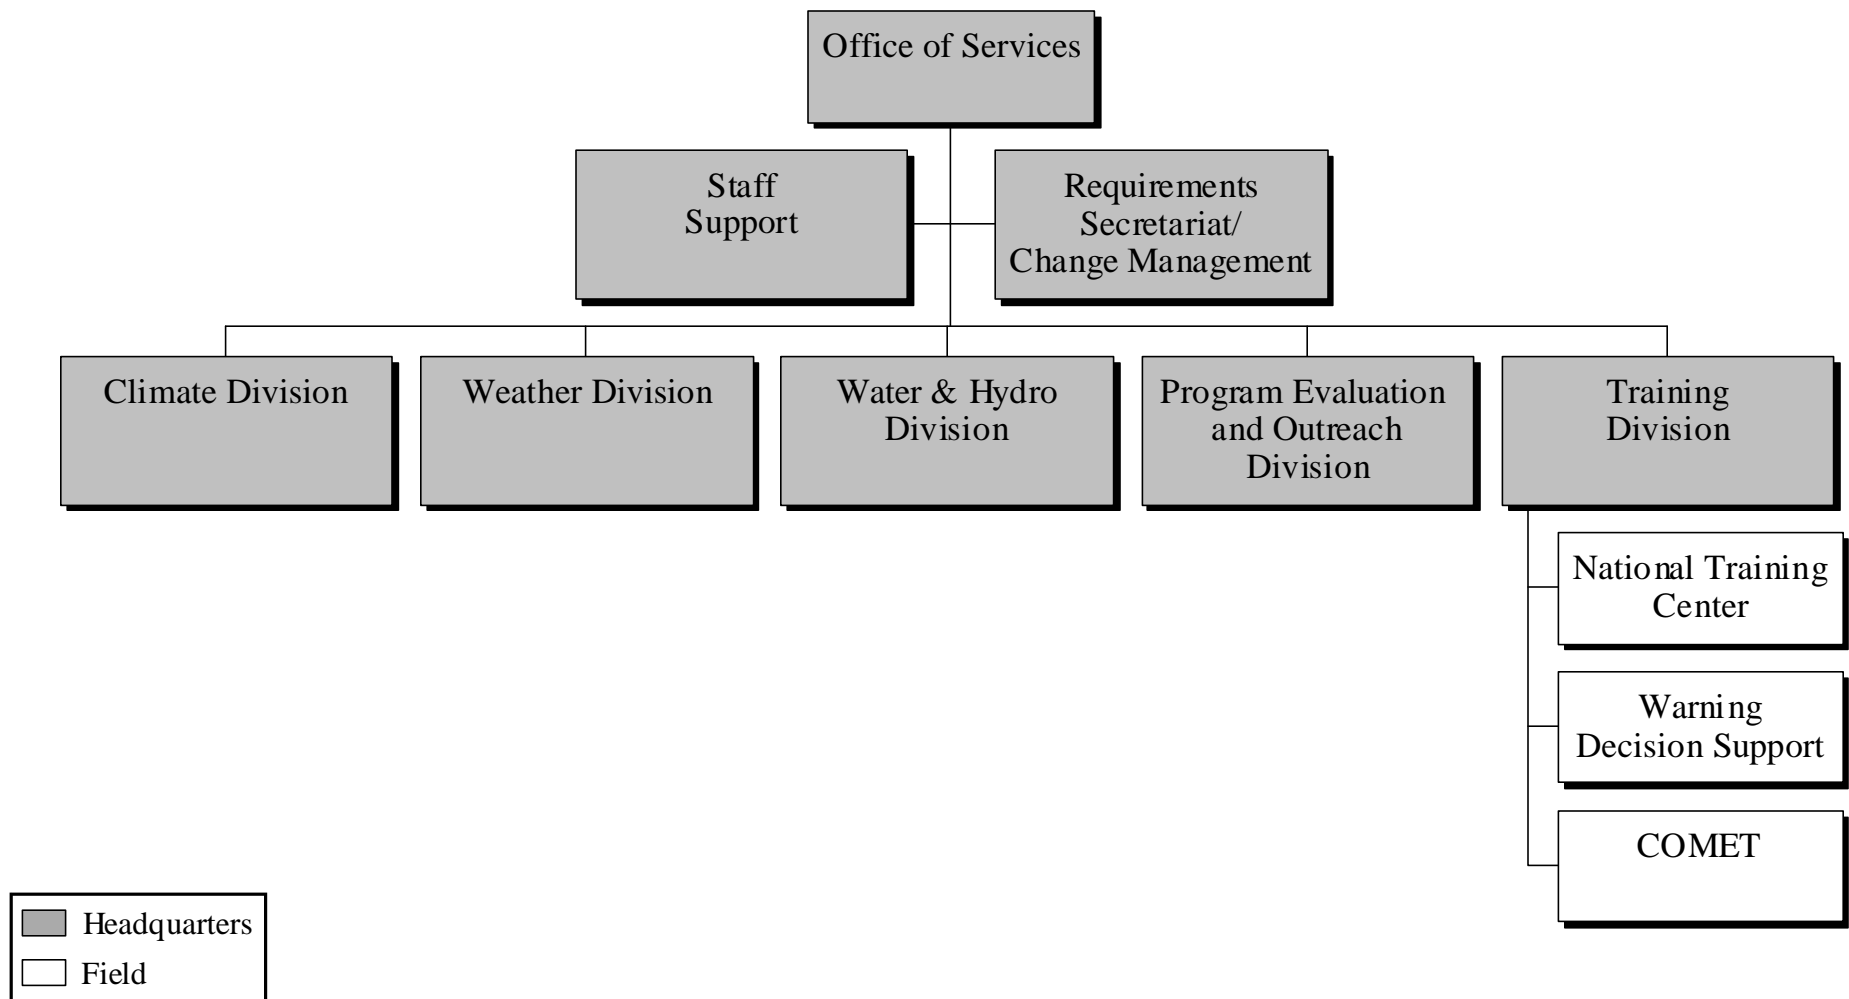 Office of Services
Staff
Support
Requirements
Secretariat/
Change Management
Climate Division
Weather Division
Water & Hydro
Division
Program Evaluation
and Outreach
Division
Training
Division
National Training
Center
Warning
Decision Support
COMET
Headquarters
Field